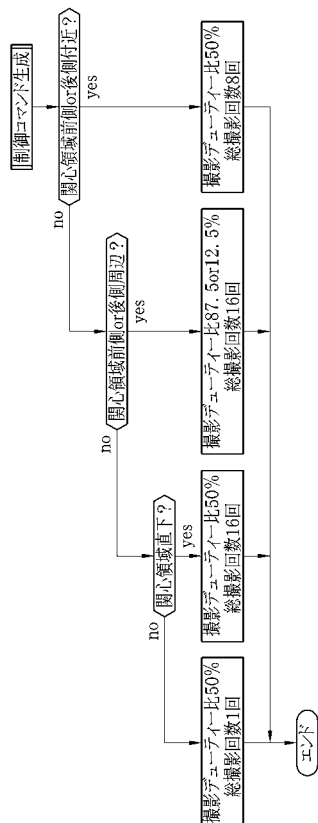 制御コマンド生成
関心領域前側or後側付近?
yes
no
撮影デューティー比50%
総撮影回数8回
関心領域前側or後側周辺?
yes
no
撮影デューティー比87.5or12.5%
総撮影回数16回
関心領域直下?
yes
no
撮影デューティー比50%
総撮影回数16回
撮影デューティー比50%
総撮影回数1回
エンド